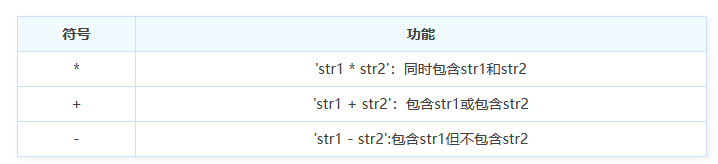 符号 功能
* 'str1 * str2'：同时包含str1和str2
+ 'str1 + str2'：包含str1或包含str2
- 'str1 - str2':包含str1但不包含str2